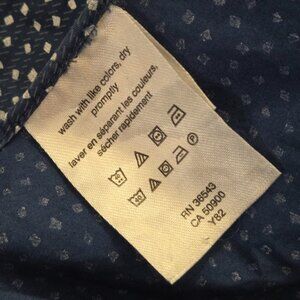 wash with like colors, dry
promptly
laver en séparant les couleurs,
sécher rapidement
RN 36543
CA 50900
Y82